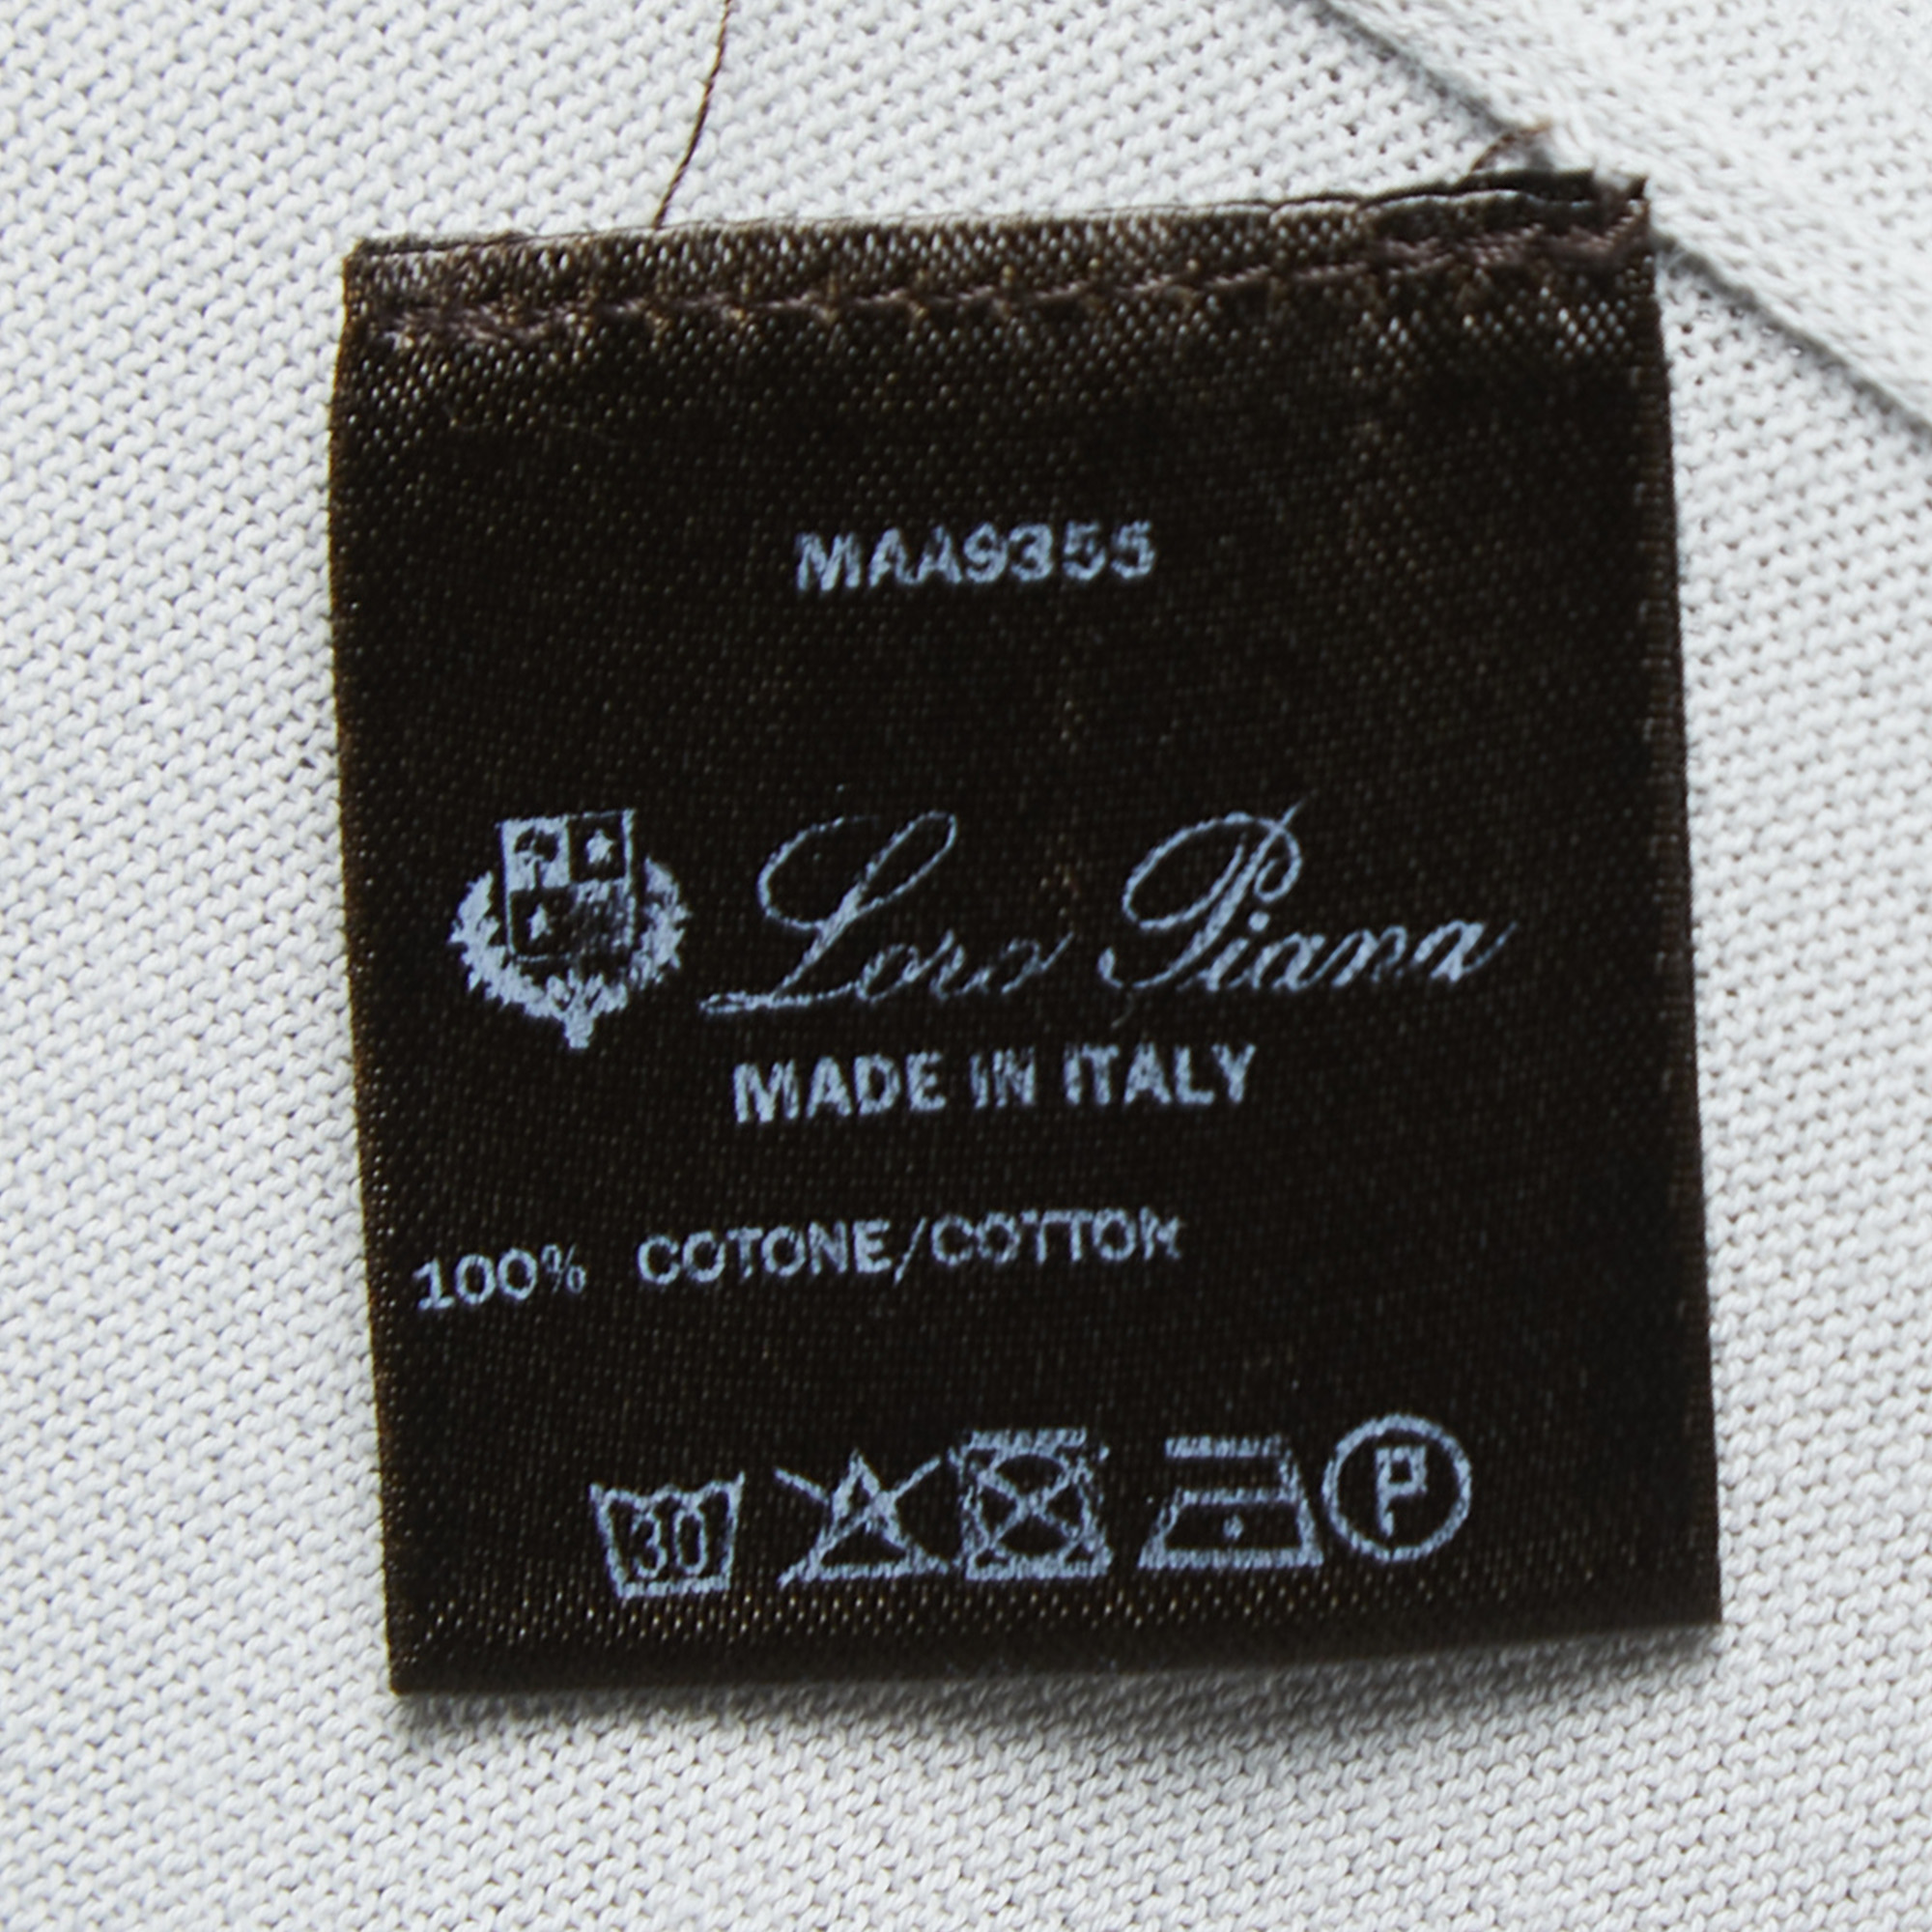 MAA9355
Loro Piana
MADE IN ITALY
100% COTONE/COTTON
30 P